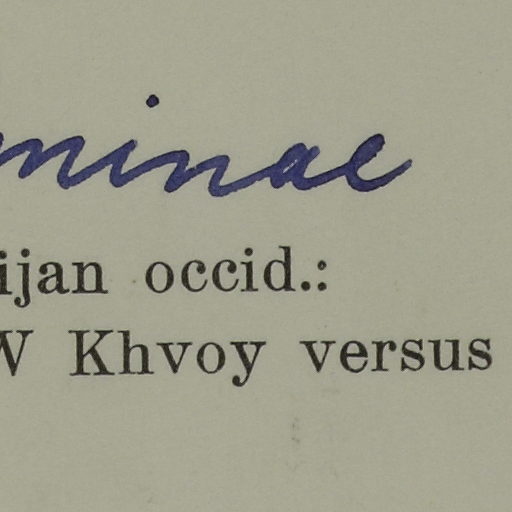 minae
ijan occid.:
W Khvoy versus